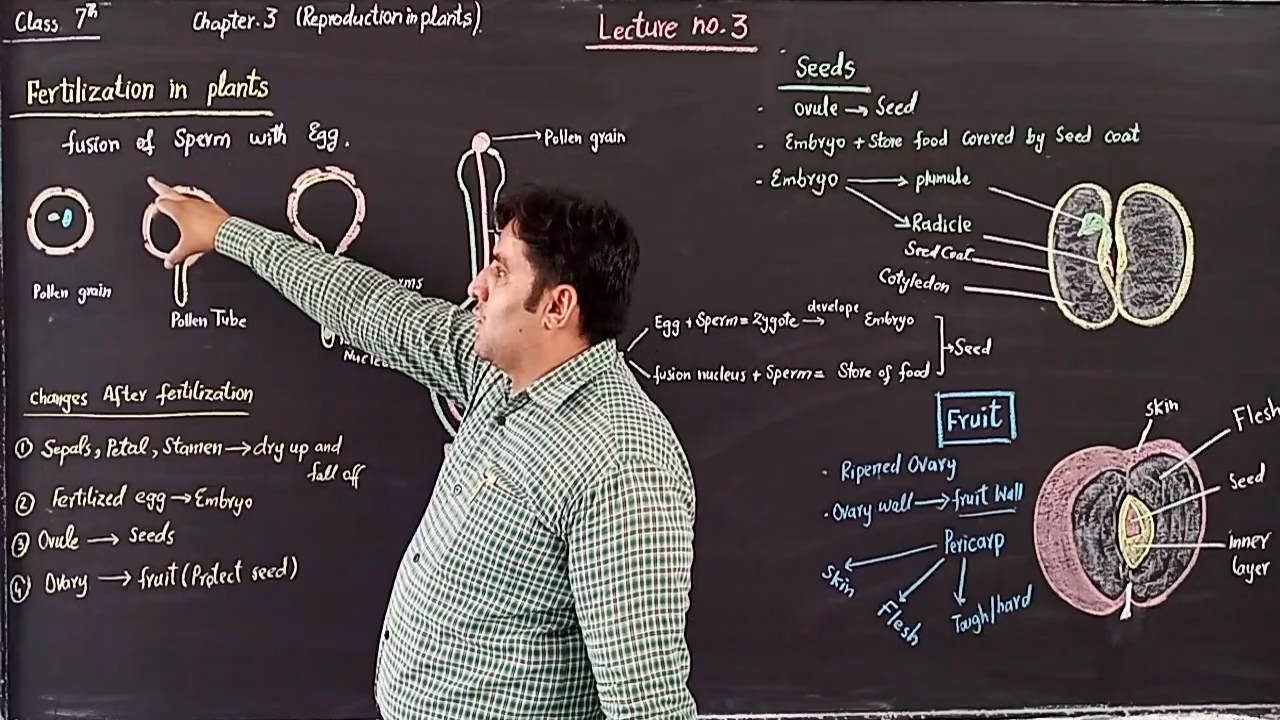 Class 7th
Chapter.3 (Reproduction in plants).
Lecture no.3
Fertilization in plants
fusion of Sperm with Egg.
Pollen grain
Pollen Tube
Pollen grain
Egg + Sperm = Zygote → develope Embryo
fusion nucleus + Sperm = Store of food
→ Seed
changes After fertilization
① Sepals, Petal, Stamen → dry up and
fall off
② Fertilized egg → Embryo
③ Ovule → Seeds
④ Ovary → fruit (Protect seed)
Seeds
- Ovule → Seed
- Embryo + Store food Covered by Seed coat
- Embryo → plumule
Radicle
Seed Coat
Cotyledon
Fruit
. Ripened Ovary
. Ovary wall → fruit Wall
Pericarp
Skin
Flesh
Tough/hard
skin
Flesh
Seed
inner
layer